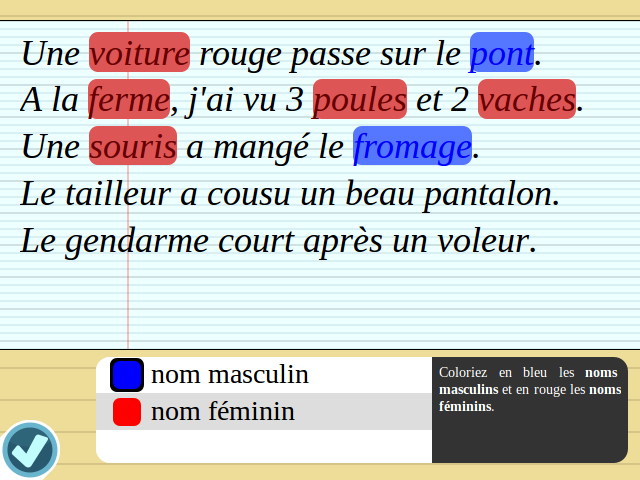 Une voiture rouge passe sur le pont.
A la ferme, j'ai vu 3 poules et 2 vaches.
Une souris a mangé le fromage.
Le tailleur a cousu un beau pantalon.
Le gendarme court après un voleur.
nom masculin
nom féminin
Coloriez en bleu les noms
masculins et en rouge les noms
féminins.